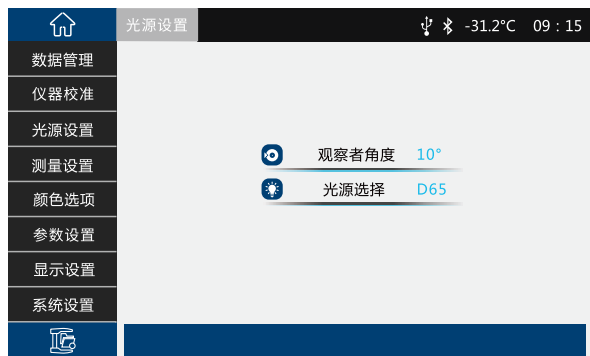 光源设置
-31.2℃ 09：15
数据管理
仪器校准
光源设置
测量设置
颜色选项
参数设置
显示设置
系统设置
观察者角度 10°
光源选择 D65